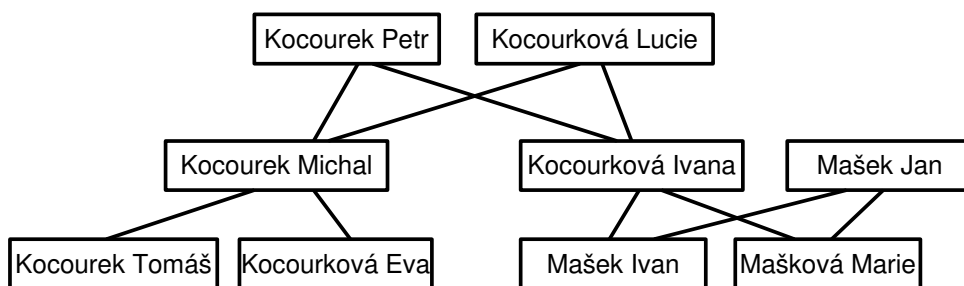 Kocourek Petr
Kocourková Lucie
Kocourek Michal
Kocourková Ivana
Mašek Jan
Kocourek Tomáš
Kocourková Eva
Mašek Ivan
Mašková Marie